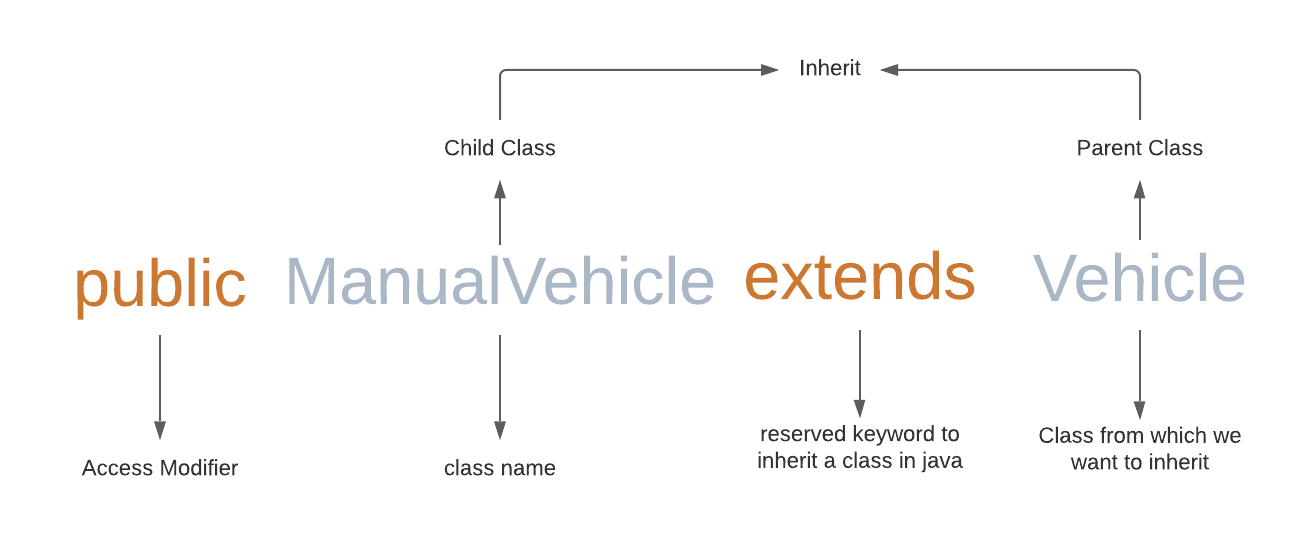 Inherit
Child Class
Parent Class
public ManualVehicle extends Vehicle
Access Modifier
class name
reserved keyword to
inherit a class in java
Class from which we
want to inherit